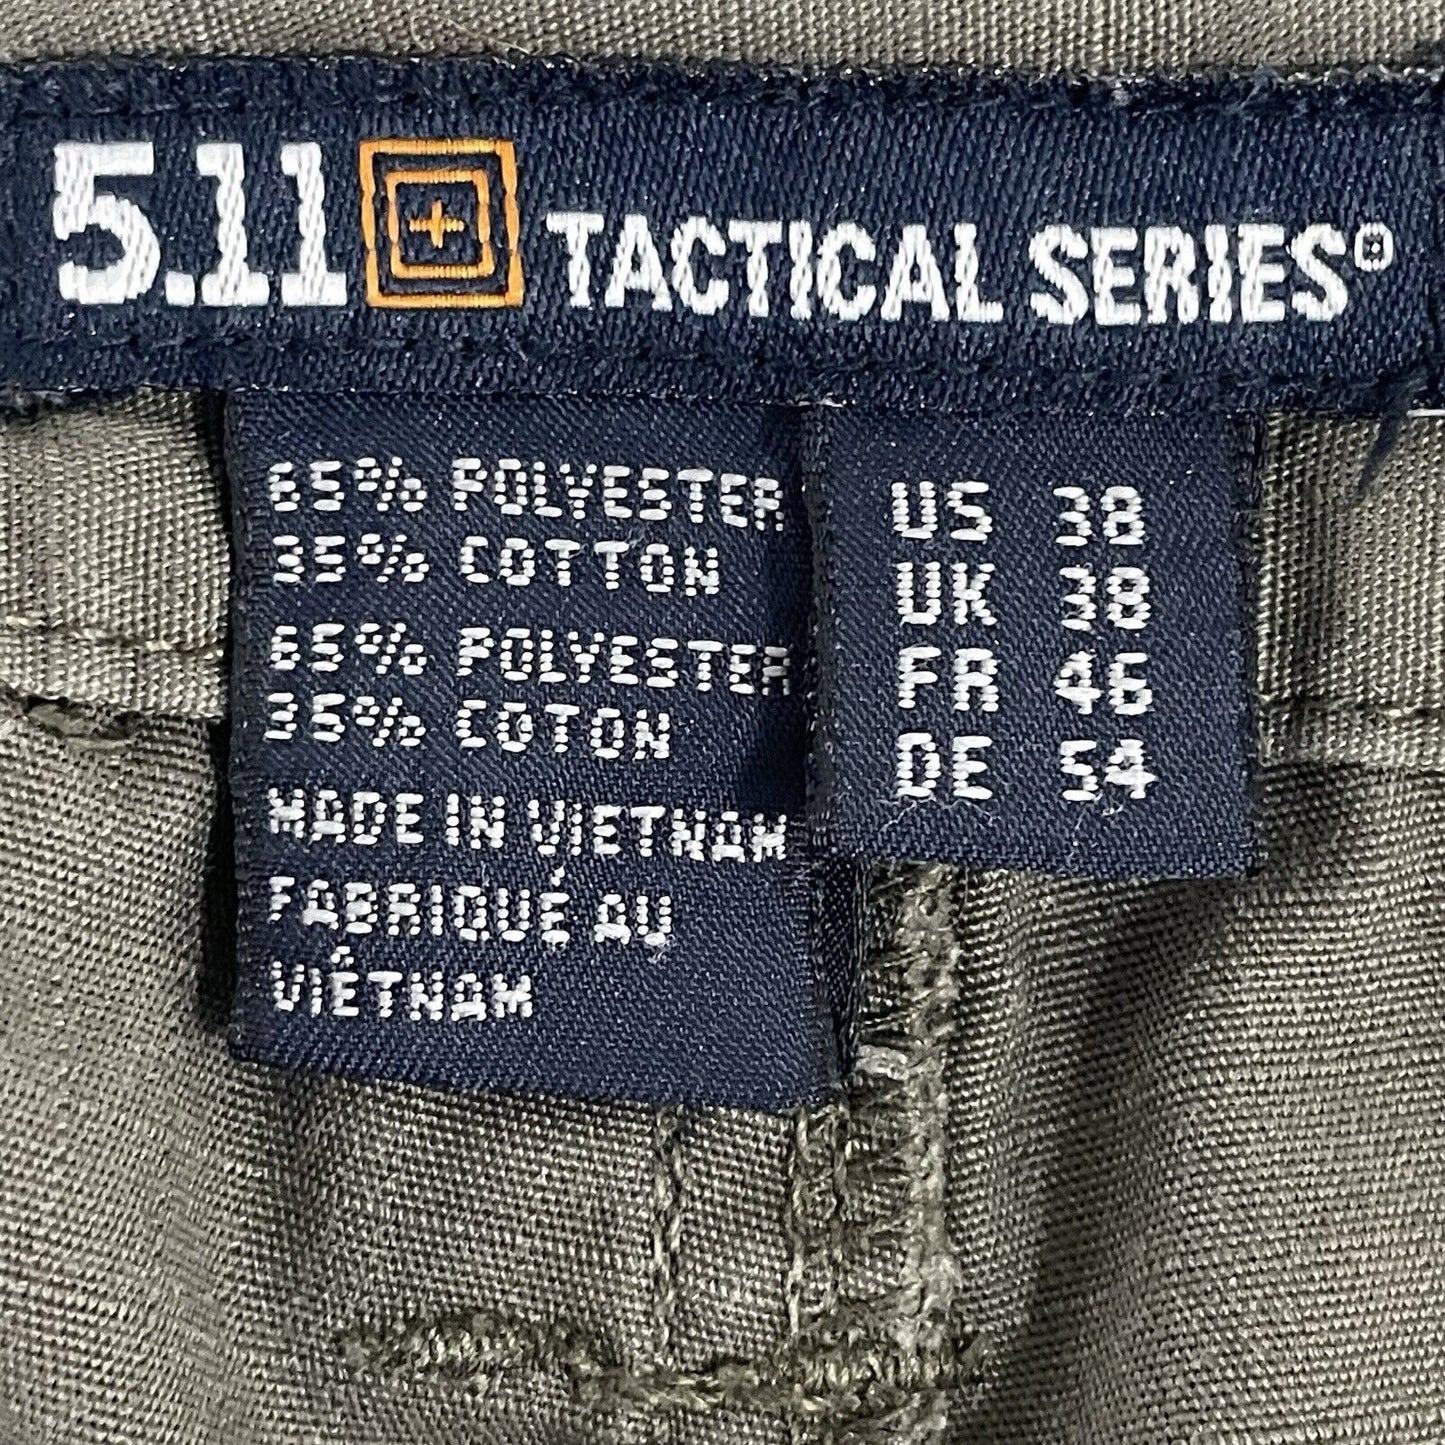 5.11 TACTICAL SERIES®
65% POLYESTER
35% COTTON
65% POLYESTER
35% COTON
MADE IN VIETNAM
FABRIQUÉ AU
VIÊTNAM
US 38
UK 38
FR 46
DE 54